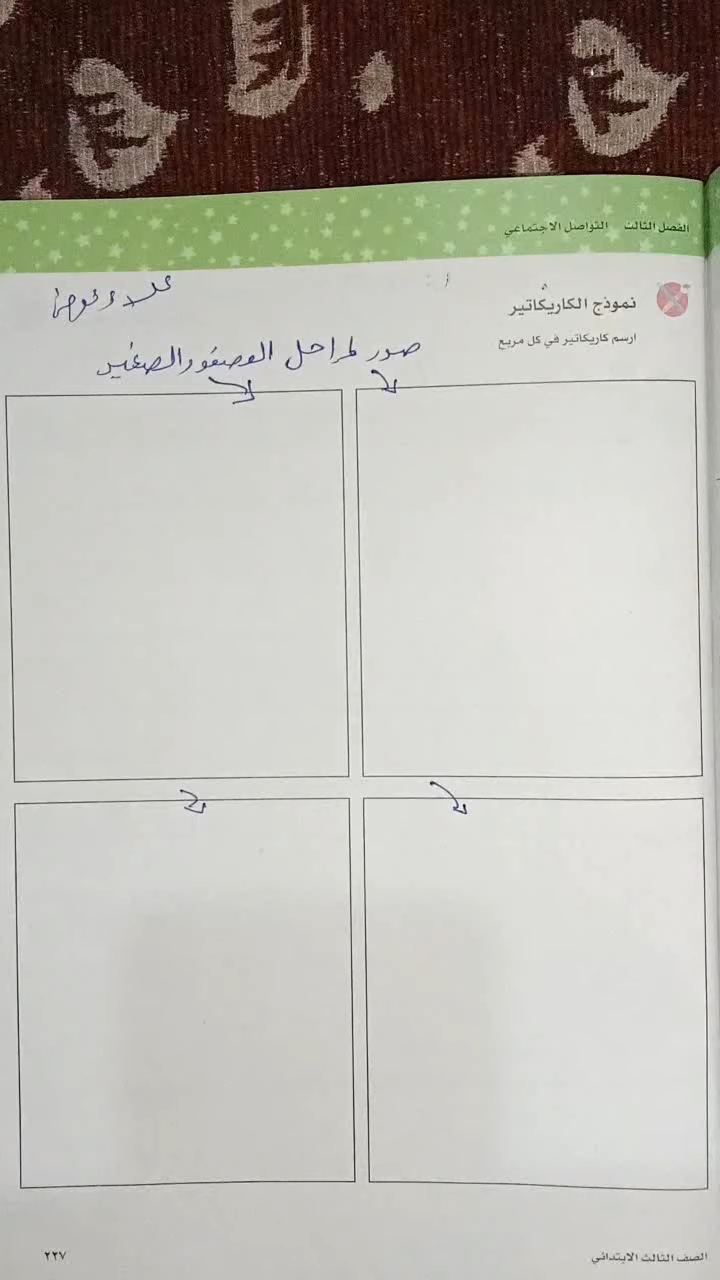 الفصل الثالث التواصل الاجتماعي
نموذج الكاريكاتير
ارسم كاريكاتير في كل مربع
صور لمراحل العصفور الصغير
الصف الثالث الابتدائي
٢٢٧